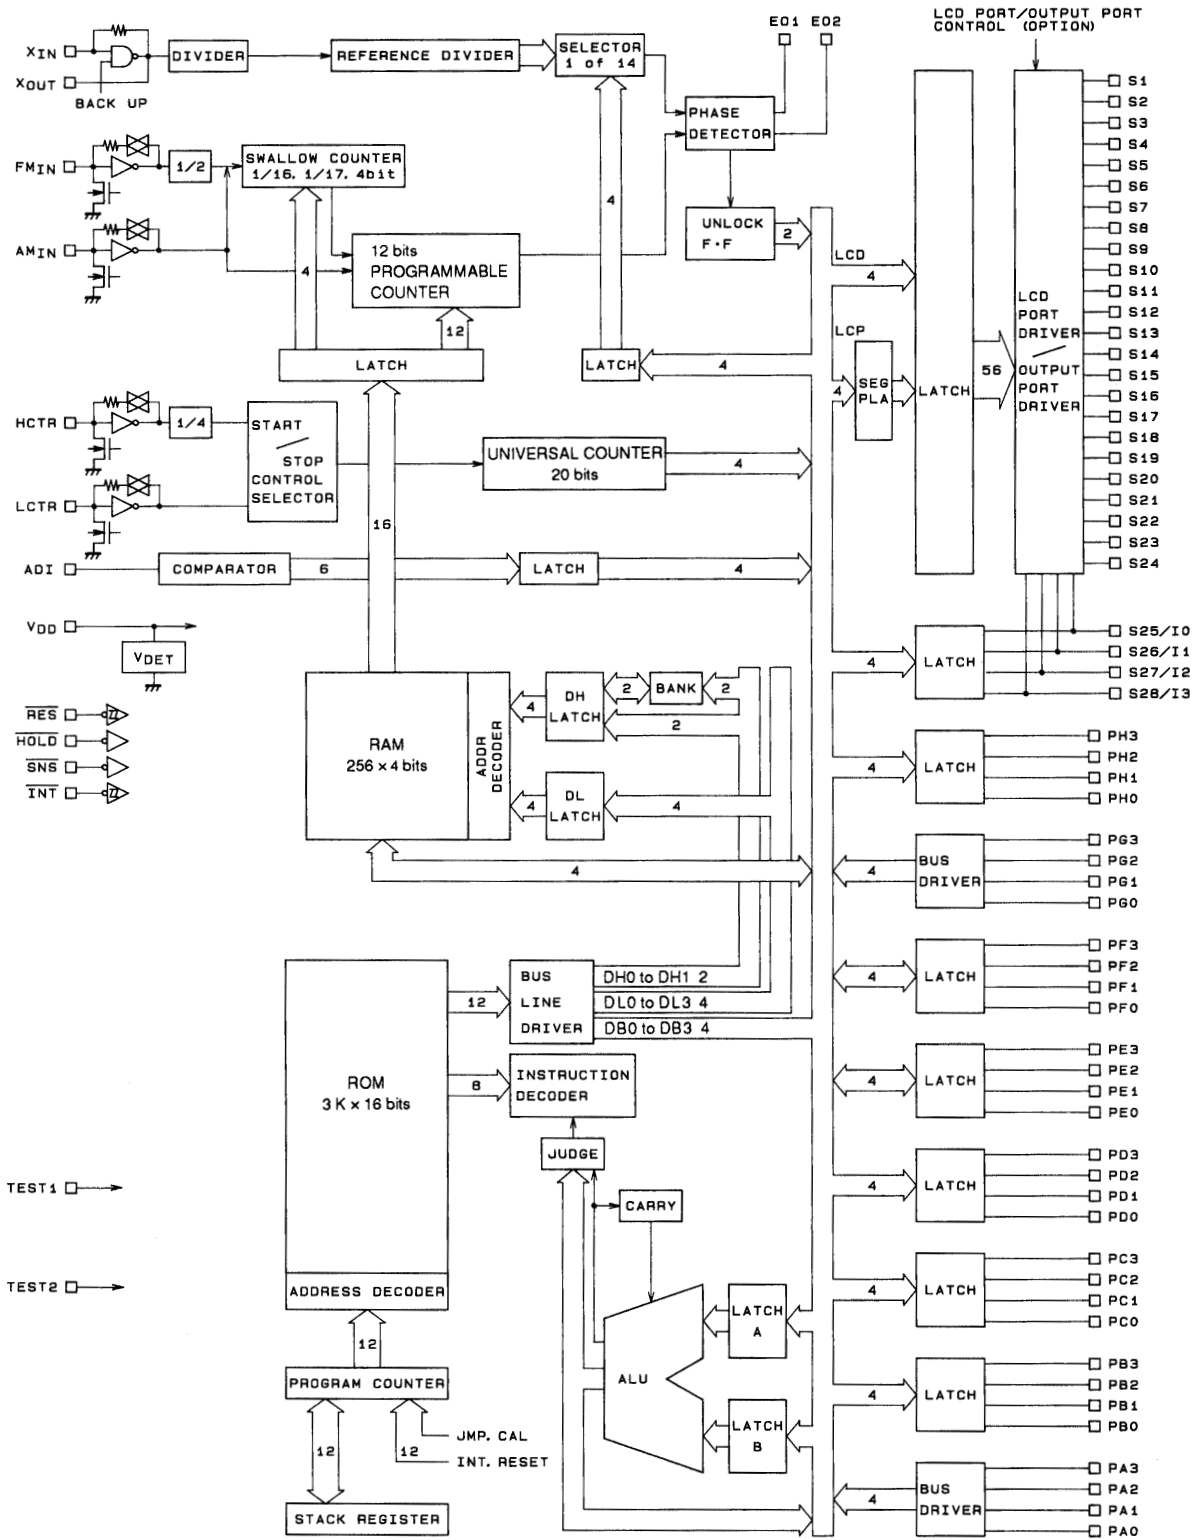 LCD PORT/OUTPUT PORT
CONTROL (OPTION)
EO1 EO2
XIN
XOUT
BACK UP
DIVIDER
REFERENCE DIVIDER
SELECTOR
1 of 14
PHASE
DETECTOR
FMIN
1/2
SWALLOW COUNTER
1/16. 1/17. 4bit
AMIN
4
12 bits
PROGRAMMABLE
COUNTER
12
4
UNLOCK
F·F
2
LATCH
LATCH
4
LCD
4
LCP
4
SEG
PLA
LATCH
56
LCD
PORT
DRIVER
OUTPUT
PORT
DRIVER
S1
S2
S3
S4
S5
S6
S7
S8
S9
S10
S11
S12
S13
S14
S15
S16
S17
S18
S19
S20
S21
S22
S23
S24
HCTR
1/4
START
STOP
CONTROL
SELECTOR
LCTR
UNIVERSAL COUNTER
20 bits
4
16
ADI
COMPARATOR
6
LATCH
4
VDD
VDET
RES
HOLD
SNS
INT
RAM
256 × 4 bits
ADDR
DECODER
4
DH
LATCH
2
BANK
2
2
4
DL
LATCH
4
4
4
LATCH
S25/I0
S26/I1
S27/I2
S28/I3
4
LATCH
PH3
PH2
PH1
PH0
4
BUS
DRIVER
PG3
PG2
PG1
PG0
4
LATCH
PF3
PF2
PF1
PF0
4
LATCH
PE3
PE2
PE1
PE0
4
LATCH
PD3
PD2
PD1
PD0
4
LATCH
PC3
PC2
PC1
PC0
4
LATCH
PB3
PB2
PB1
PB0
4
BUS
DRIVER
PA3
PA2
PA1
PA0
ROM
3 K × 16 bits
12
BUS
LINE
DRIVER
DH0 to DH1 2
DL0 to DL3 4
DB0 to DB3 4
8
INSTRUCTION
DECODER
JUDGE
CARRY
TEST1
TEST2
ADDRESS DECODER
12
PROGRAM COUNTER
12
12
JMP. CAL
INT. RESET
STACK REGISTER
ALU
LATCH
A
LATCH
B